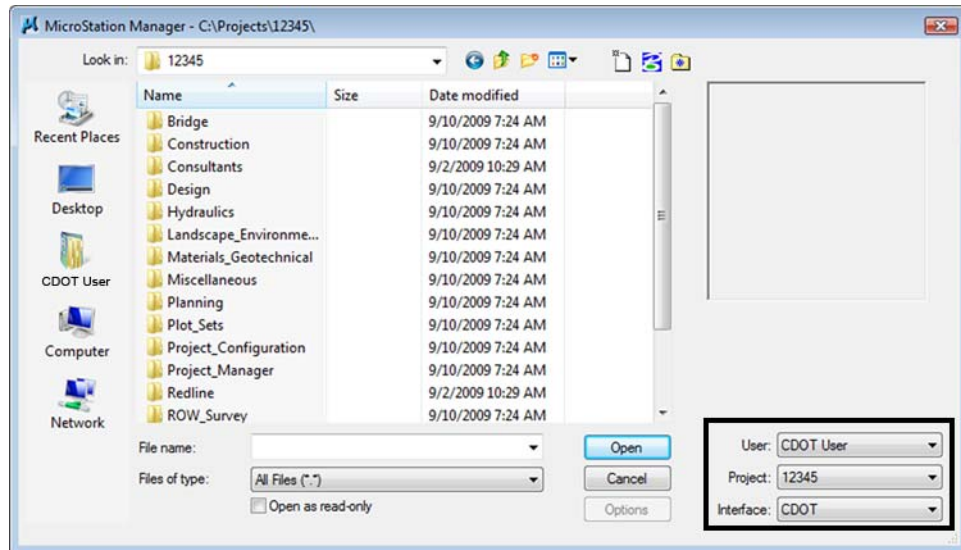 MicroStation Manager - C:\Projects\12345\
Look in: 12345
Name Size Date modified
Bridge 9/10/2009 7:24 AM
Construction 9/10/2009 7:24 AM
Consultants 9/2/2009 10:29 AM
Design 9/10/2009 7:24 AM
Hydraulics 9/10/2009 7:24 AM
Landscape_Environme... 9/10/2009 7:24 AM
Materials_Geotechnical 9/10/2009 7:24 AM
Miscellaneous 9/10/2009 7:24 AM
Planning 9/10/2009 7:24 AM
Plot_Sets 9/10/2009 7:24 AM
Project_Configuration 9/10/2009 7:24 AM
Project_Manager 9/10/2009 7:24 AM
Redline 9/2/2009 10:29 AM
ROW_Survey 9/10/2009 7:24 AM
Recent Places
Desktop
CDOT User
Computer
Network
File name: Open
Files of type: All Files (*.*) Cancel
Open as read-only Options
User: CDOT User
Project: 12345
Interface: CDOT